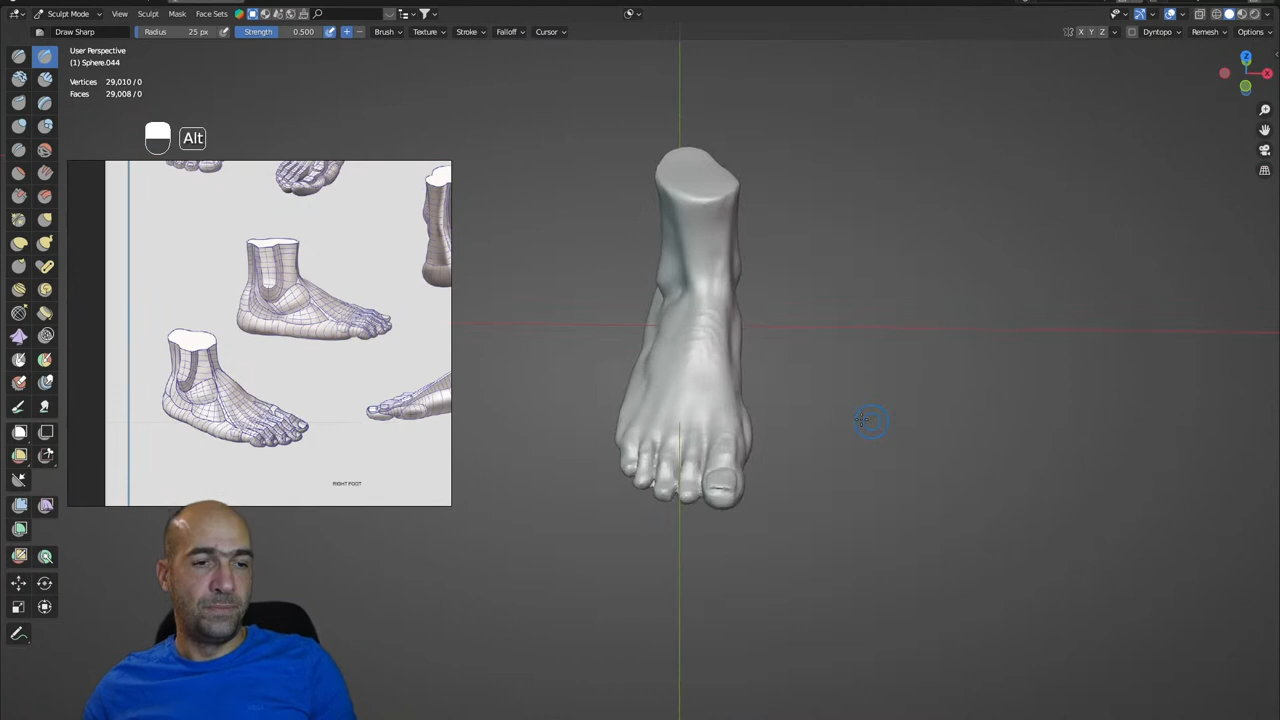 Sculpt Mode View Sculpt Mask Face Sets
Draw Sharp Radius 25 px Strength 0.500 Brush Texture Stroke Falloff Cursor X Y Z Dyntopo Remesh Options
User Perspective
(1) Sphere.044
Vertices 29,010 / 0
Faces 29,008 / 0
Alt
Z
X
RIGHT FOOT